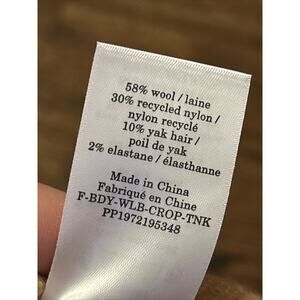 58% wool / laine
30% recycled nylon /
nylon recyclé
10% yak hair /
poil de yak
2% elastane / élasthanne
Made in China
Fabriqué en Chine
F-BDY-WLB-CROP-TNK
PP1972195348